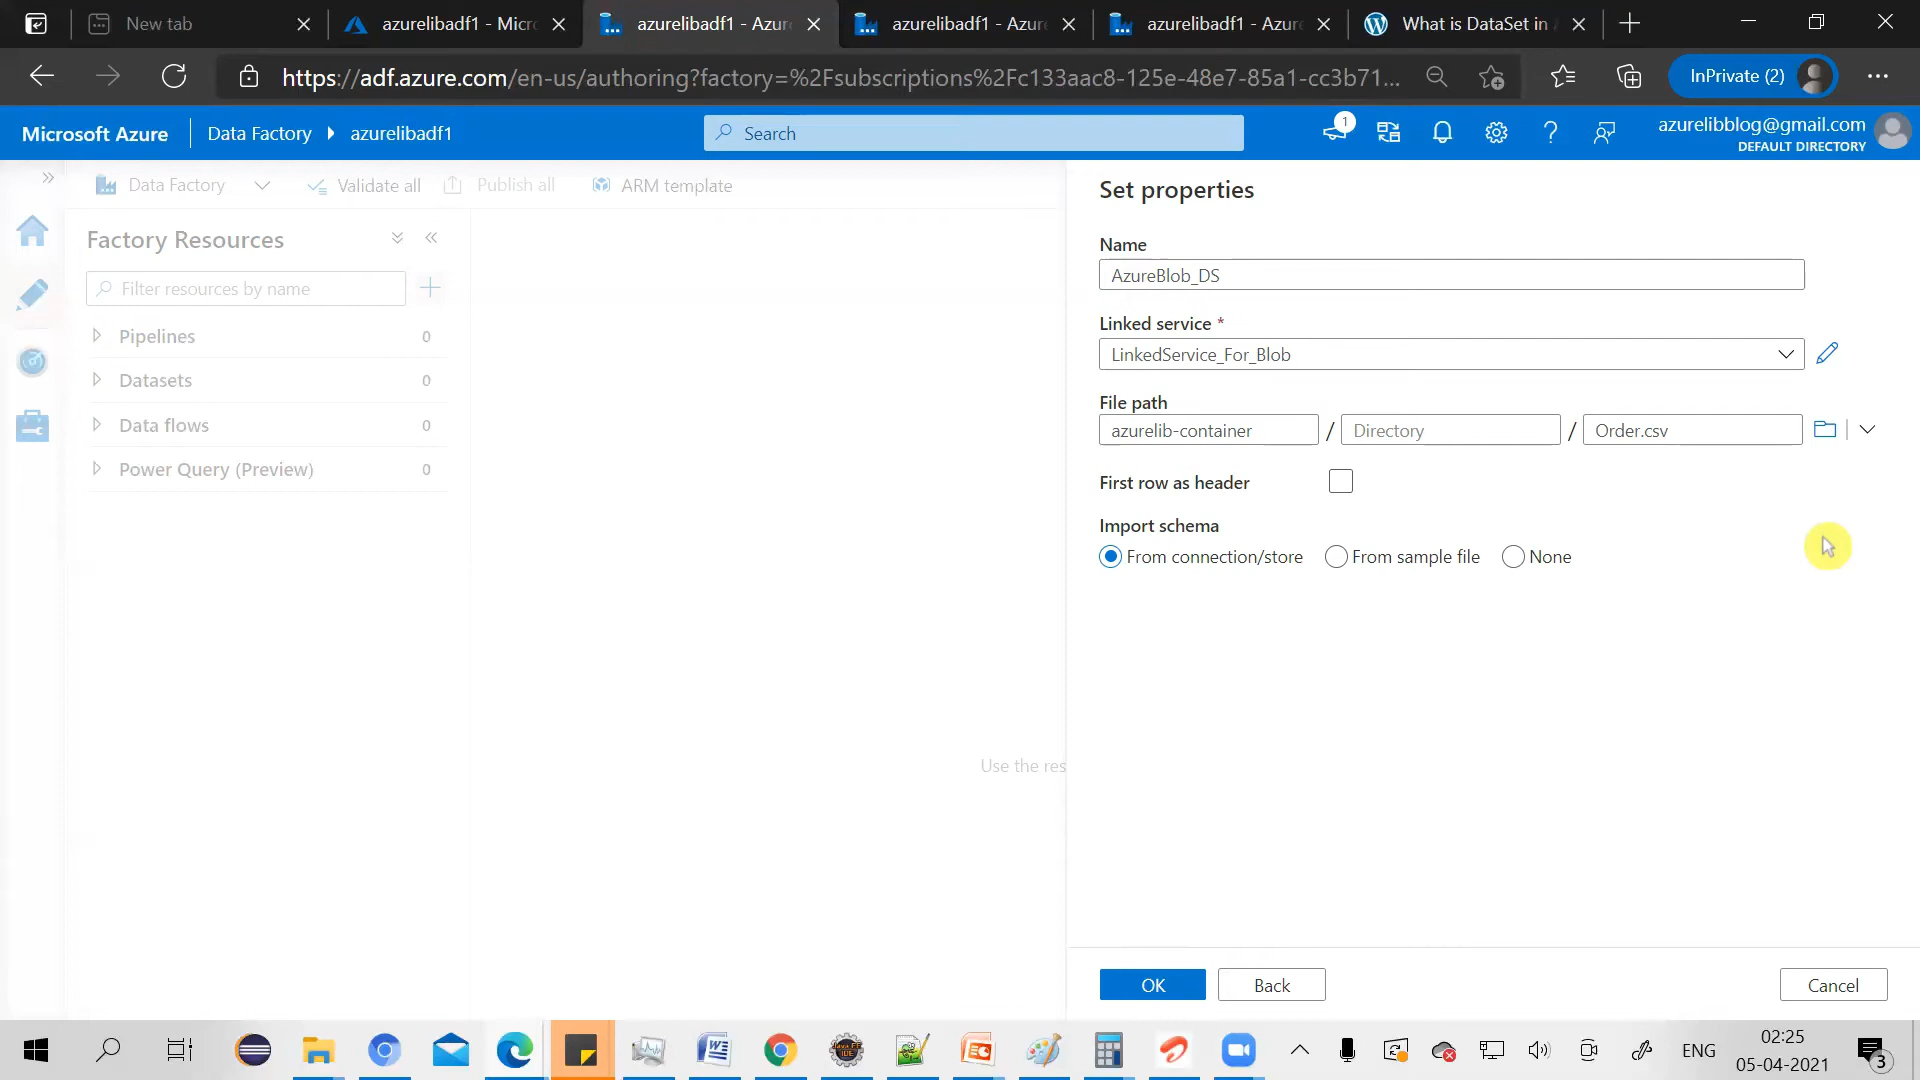 New tab
azurelibadf1 - Micro
azurelibadf1 - Azur
azurelibadf1 - Azur
azurelibadf1 - Azur
What is DataSet in
https://adf.azure.com/en-us/authoring?factory=%2Fsubscriptions%2Fc133aac8-125e-48e7-85a1-cc3b71...
InPrivate (2)
Microsoft Azure
Data Factory
azurelibadf1
Search
1
azurelibblog@gmail.com
DEFAULT DIRECTORY
Data Factory
Validate all
Publish all
ARM template
Factory Resources
Filter resources by name
Pipelines 0
Datasets 0
Data flows 0
Power Query (Preview) 0
Use the res
Set properties
Name
AzureBlob_DS
Linked service *
LinkedService_For_Blob
File path
azurelib-container / Directory / Order.csv
First row as header
Import schema
From connection/store From sample file None
OK Back Cancel
ENG
02:25
05-04-2021
3